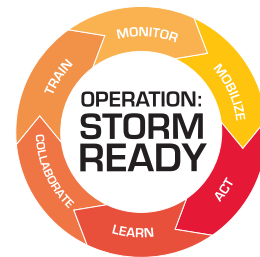 OPERATION:
STORM
READY
MONITOR
MOBILIZE
ACT
LEARN
COLLABORATE
TRAIN